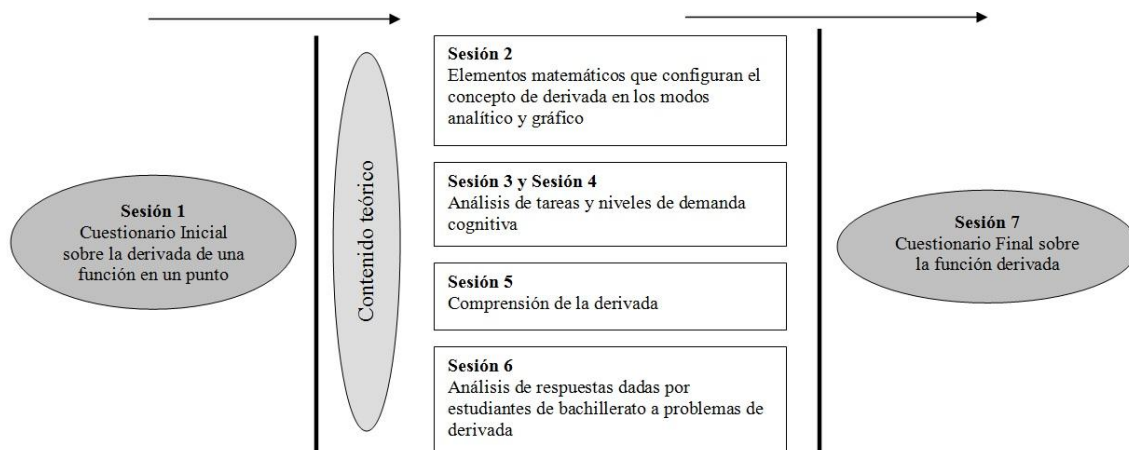 Sesión 1
Cuestionario Inicial
sobre la derivada de una
función en un punto
Contenido teórico
Sesión 2
Elementos matemáticos que configuran el
concepto de derivada en los modos
analítico y gráfico
Sesión 3 y Sesión 4
Análisis de tareas y niveles de demanda
cognitiva
Sesión 5
Comprensión de la derivada
Sesión 6
Análisis de respuestas dadas por
estudiantes de bachillerato a problemas de
derivada
Sesión 7
Cuestionario Final sobre
la función derivada